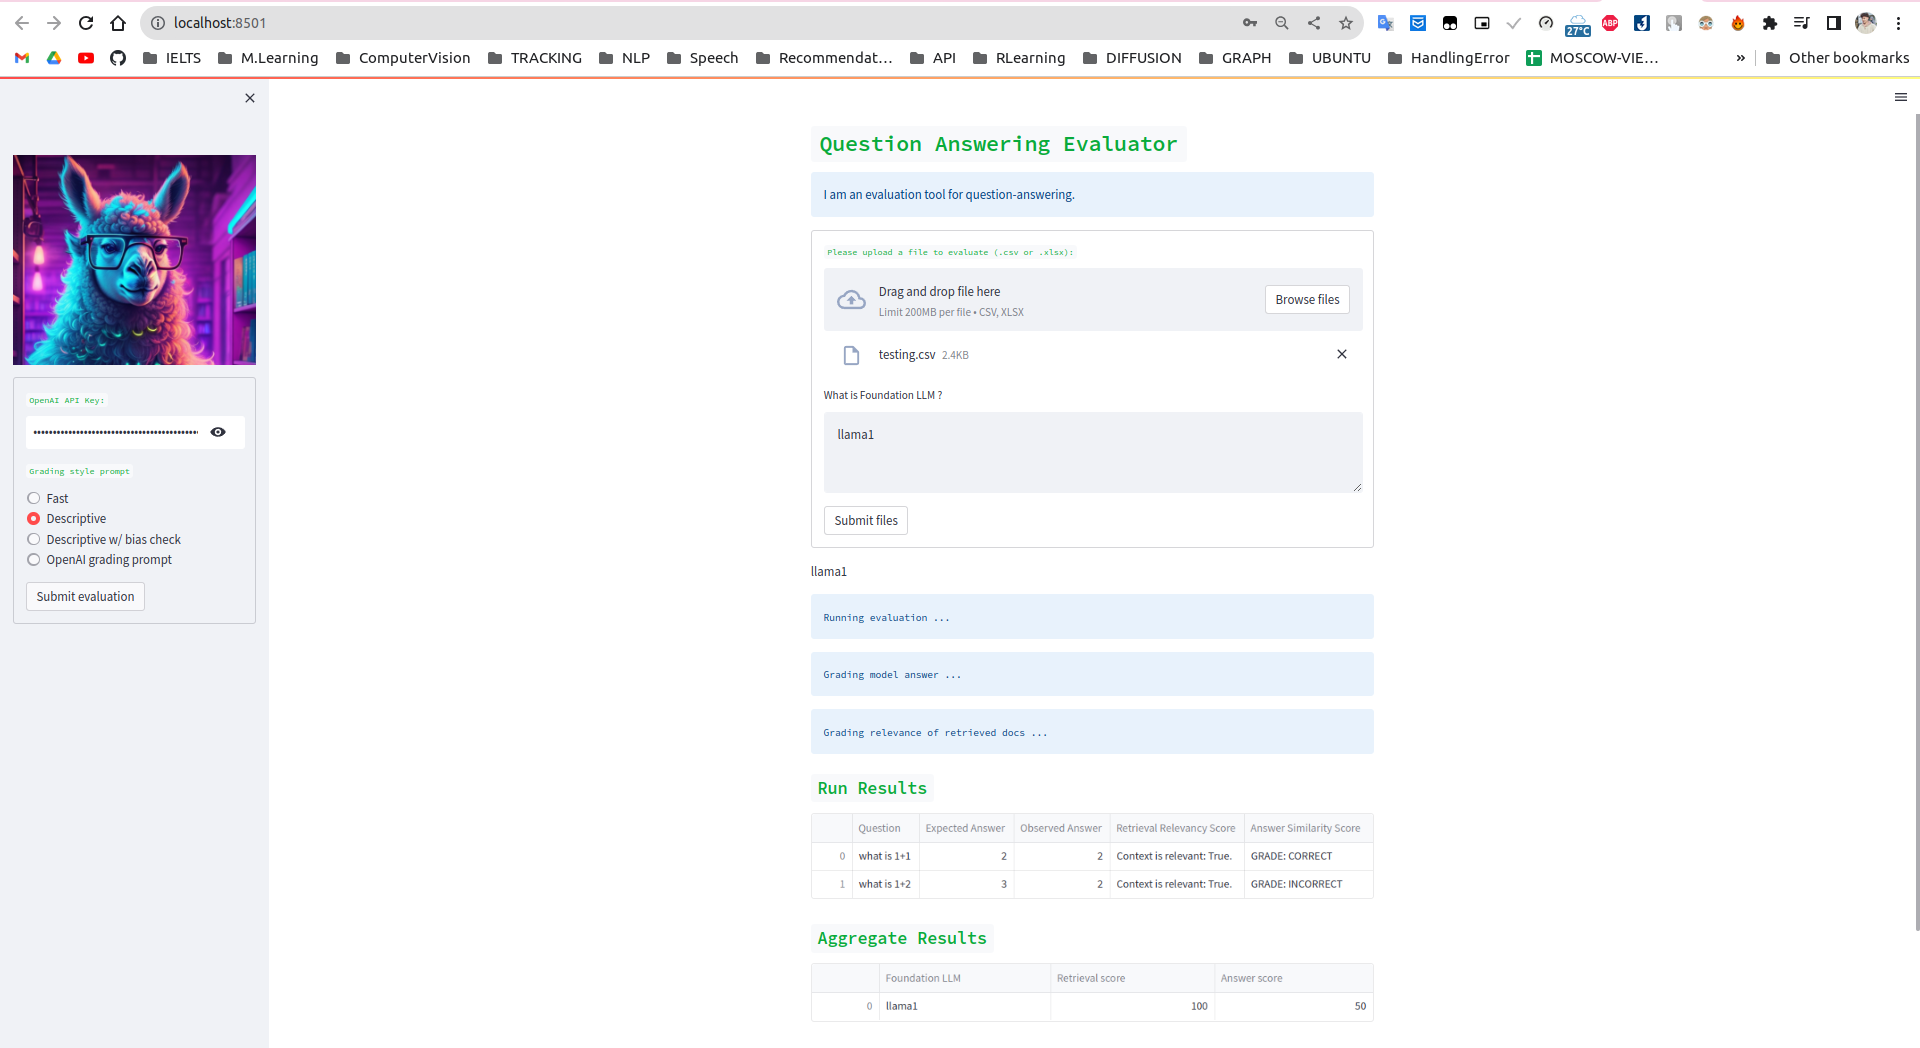 localhost:8501
27°C
ABP
IELTS
M.Learning
ComputerVision
TRACKING
NLP
Speech
Recommendat...
API
RLearning
DIFFUSION
GRAPH
UBUNTU
HandlingError
MOSCOW-VIE...
»
Other bookmarks
OpenAI API Key:
Grading style prompt
Fast
Descriptive
Descriptive w/ bias check
OpenAI grading prompt
Submit evaluation
Question Answering Evaluator
I am an evaluation tool for question-answering.
Please upload a file to evaluate (.csv or .xlsx):
Drag and drop file here
Limit 200MB per file • CSV, XLSX
Browse files
testing.csv 2.4KB
What is Foundation LLM ?
llama1
Submit files
llama1
Running evaluation ...
Grading model answer ...
Grading relevance of retrieved docs ...
Run Results
Question Expected Answer Observed Answer Retrieval Relevancy Score Answer Similarity Score
0 what is 1+1 2 2 Context is relevant: True. GRADE: CORRECT
1 what is 1+2 3 2 Context is relevant: True. GRADE: INCORRECT
Aggregate Results
Foundation LLM Retrieval score Answer score
0 llama1 100 50